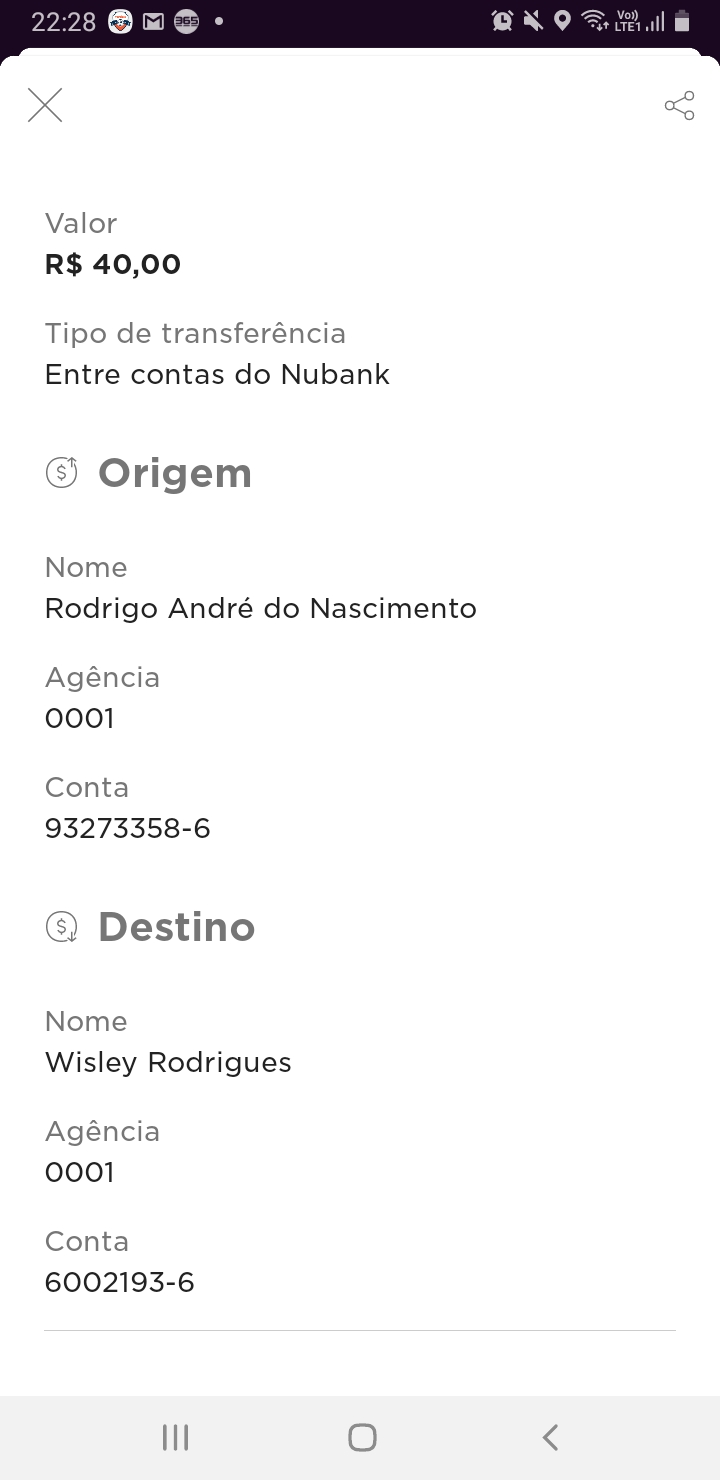 22:28 365 Vo) LTE1
Valor
R$ 40,00
Tipo de transferência
Entre contas do Nubank
Origem
Nome
Rodrigo André do Nascimento
Agência
0001
Conta
93273358-6
Destino
Nome
Wisley Rodrigues
Agência
0001
Conta
6002193-6